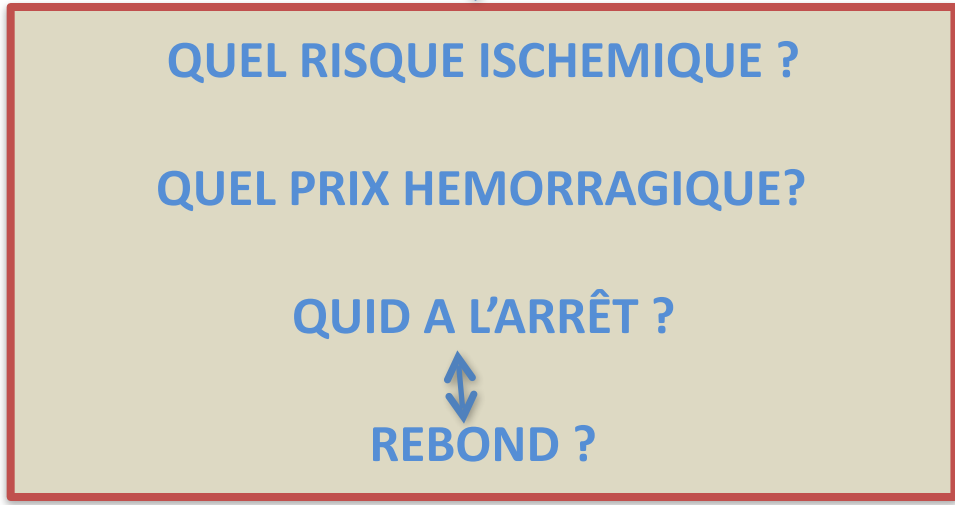 QUEL RISQUE ISCHEMIQUE ?
QUEL PRIX HEMORRAGIQUE?
QUID A L’ARRÊT ?
REBOND ?